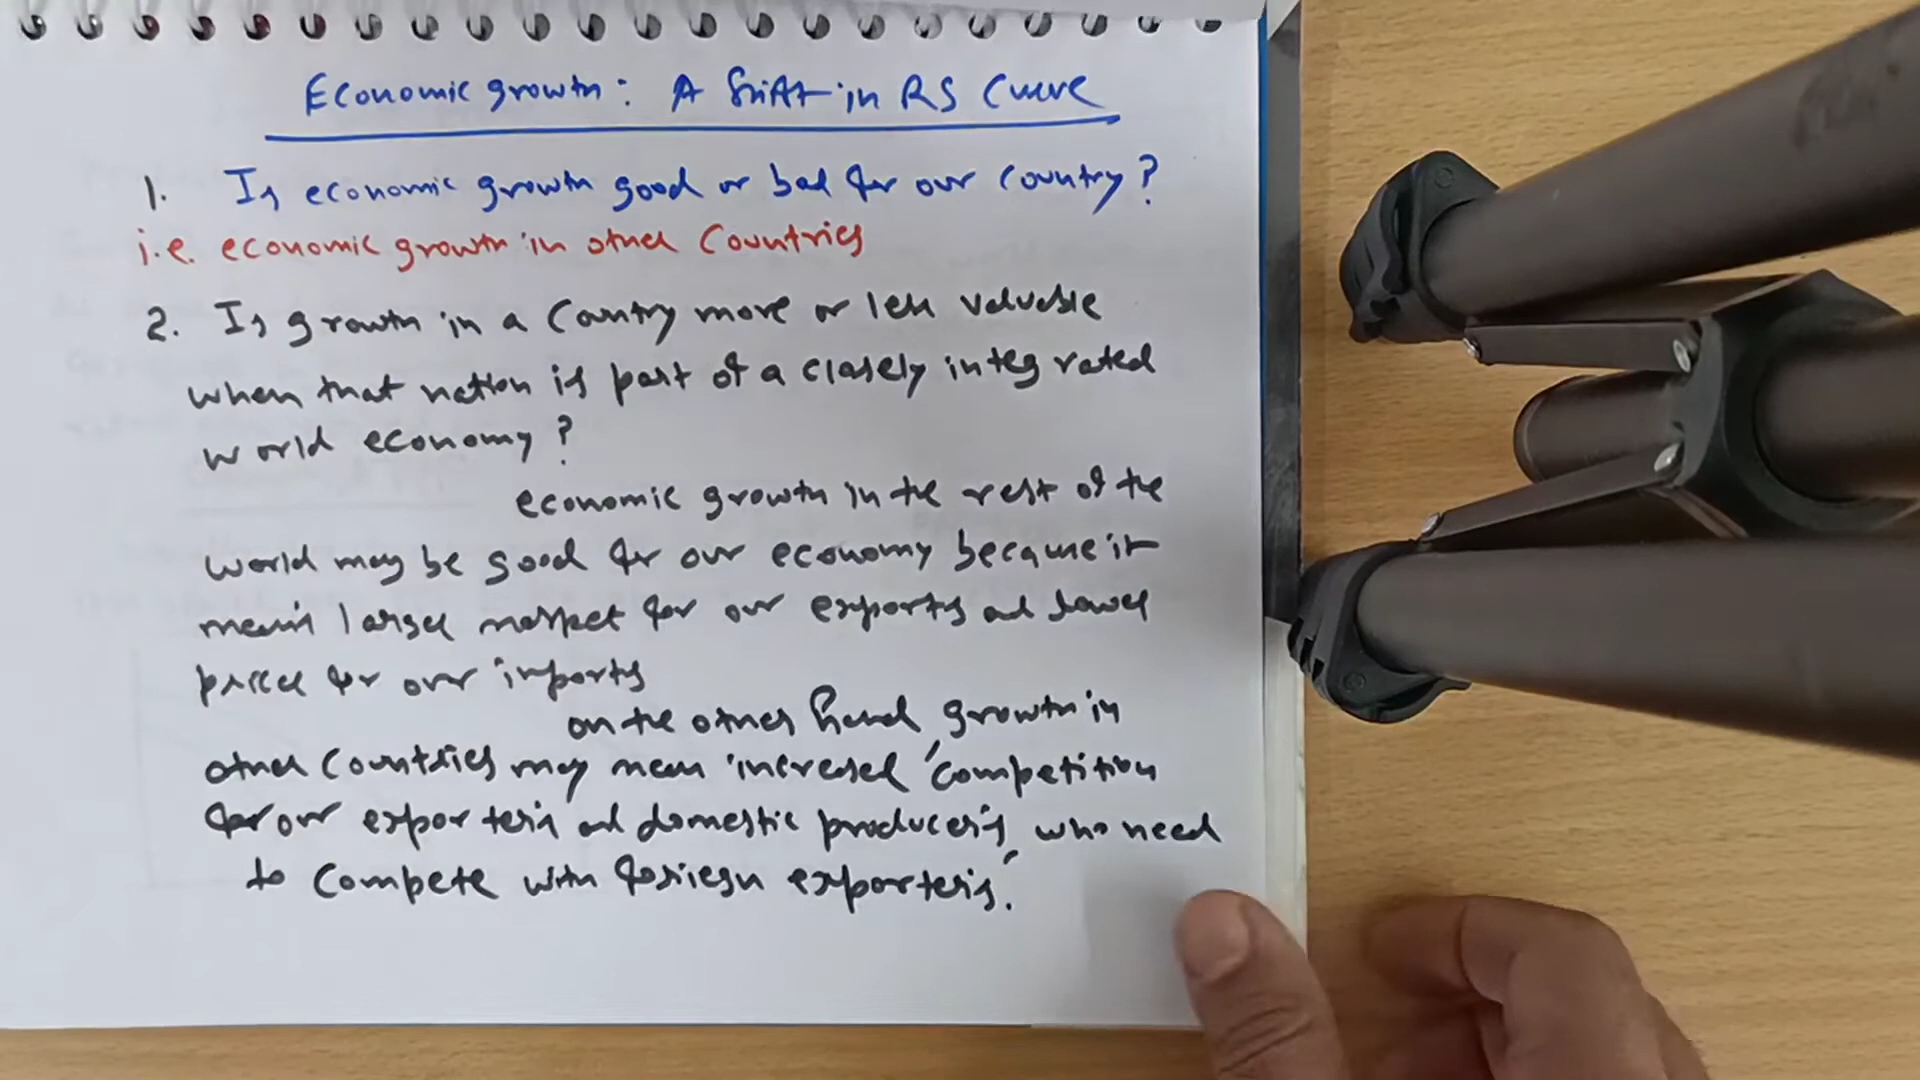 Economic growth: A Shift in RS Curve
1. Is economic growth good or bad for our country?
i.e. economic growth in other Countries
2. Is growth in a Country more or less valuable
when that nation is part of a closely integrated
world economy?
economic growth in the rest of the
world may be good for our economy because it
means larger market for our exports and lower
prices for our imports
on the other hand, growth in
other Countries may mean increased 'competition
for our exporters and domestic producers, who need
to compete with foriegn exporters.'